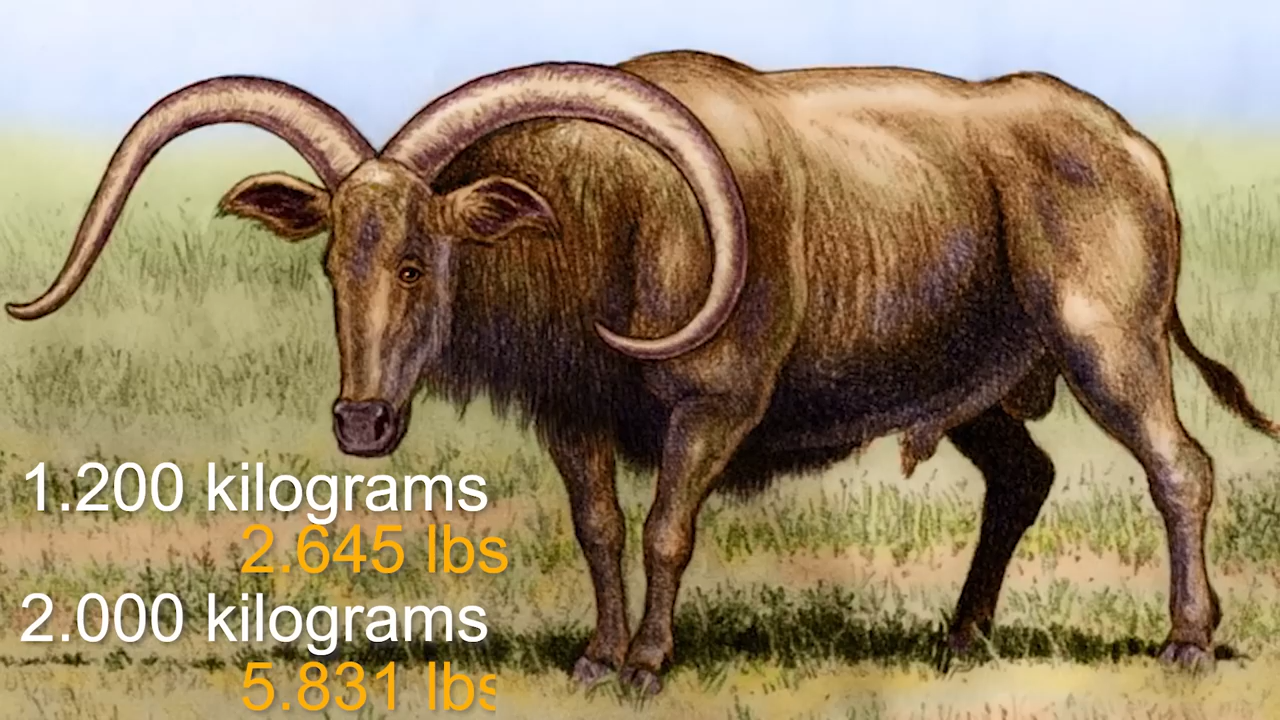 1.200 kilograms
2.645 lbs
2.000 kilograms
5.831 lbs